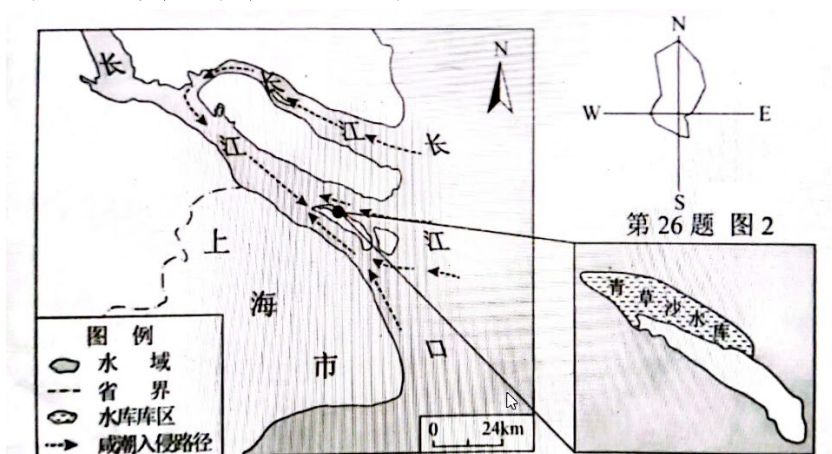 长
江
长
江
长
江
口
上
海
市
N
N
W
E
S
第26题 图2
青草沙水库
图 例
水 域
省 界
水库库区
咸潮入侵路径
0 24km